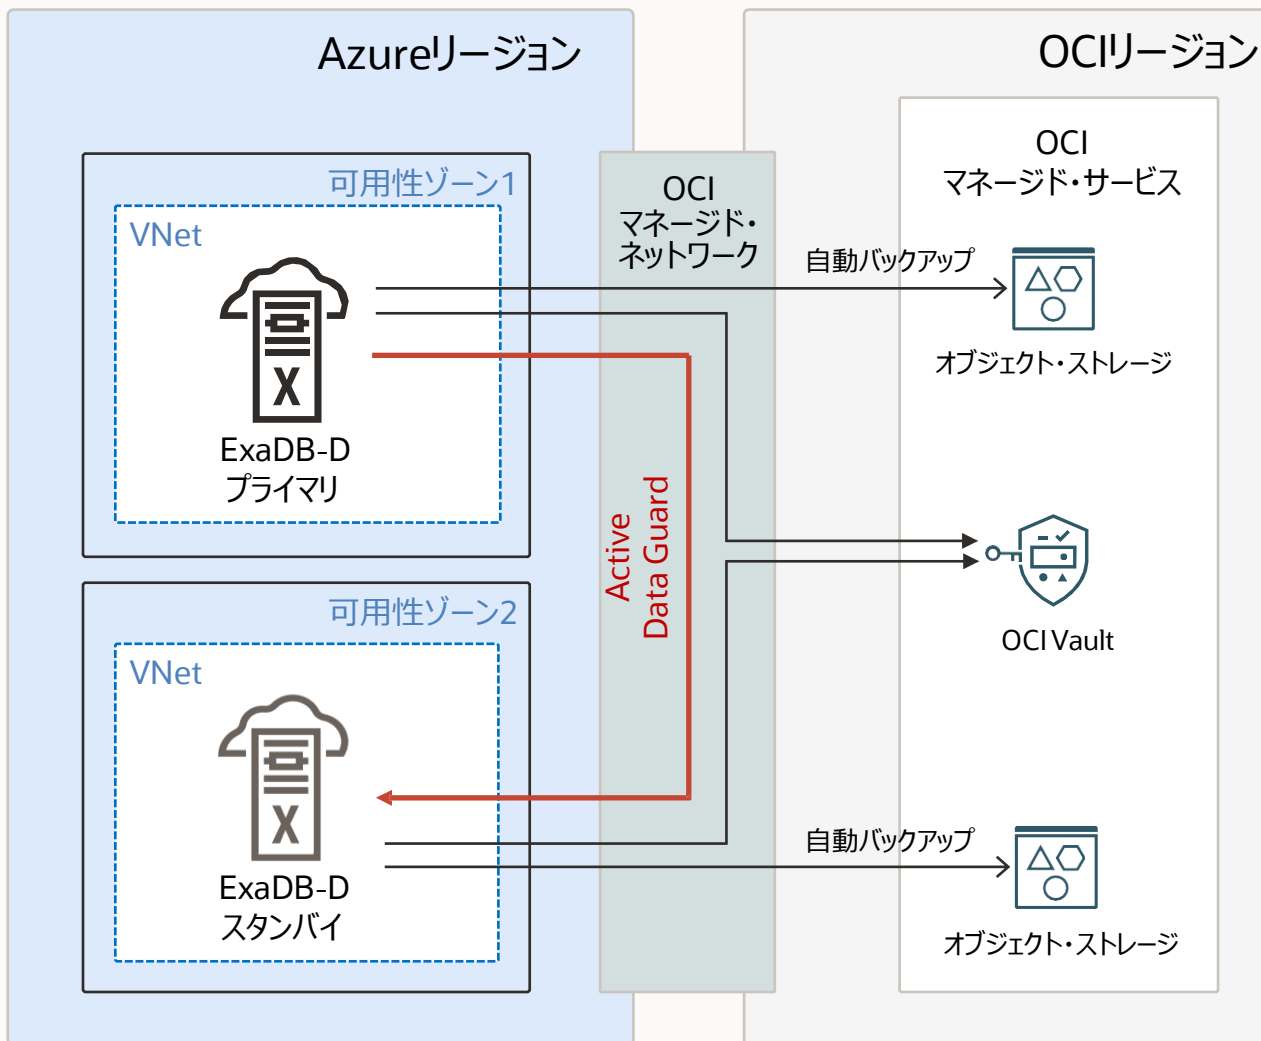 Azureリージョン
OCIリージョン
可用性ゾーン1
VNet
ExaDB-D
プライマリ
可用性ゾーン2
VNet
ExaDB-D
スタンバイ
OCI
マネージド・
ネットワーク
Active
Data Guard
自動バックアップ
自動バックアップ
OCI
マネージド・サービス
オブジェクト・ストレージ
OCI Vault
オブジェクト・ストレージ